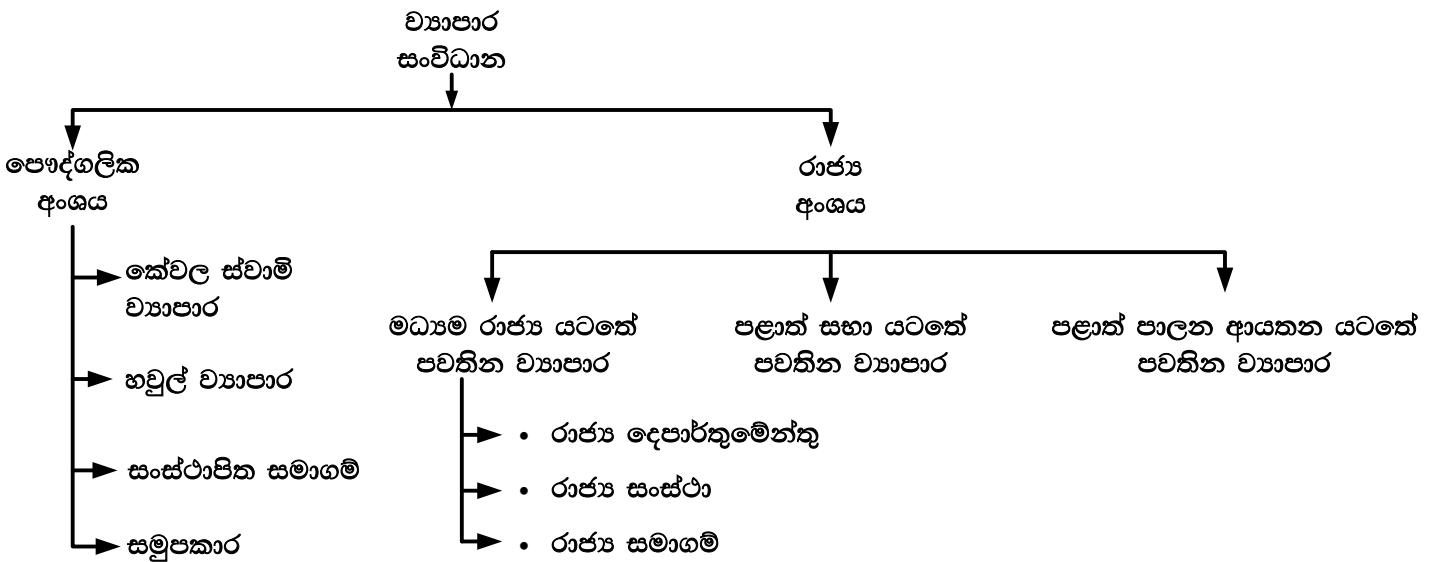 ව්‍යාපාර
සංවිධාන
පෞද්ගලික
අංශය
රාජ්‍ය
අංශය
කේවල ස්වාමි
ව්‍යාපාර
හවුල් ව්‍යාපාර
සංස්ථාපිත සමාගම්
සමුපකාර
මධ්‍යම රාජ්‍ය යටතේ
පවතින ව්‍යාපාර
• රාජ්‍ය දෙපාර්තුමේන්තු
• රාජ්‍ය සංස්ථා
• රාජ්‍ය සමාගම්
පළාත් සභා යටතේ
පවතින ව්‍යාපාර
පළාත් පාලන ආයතන යටතේ
පවතින ව්‍යාපාර